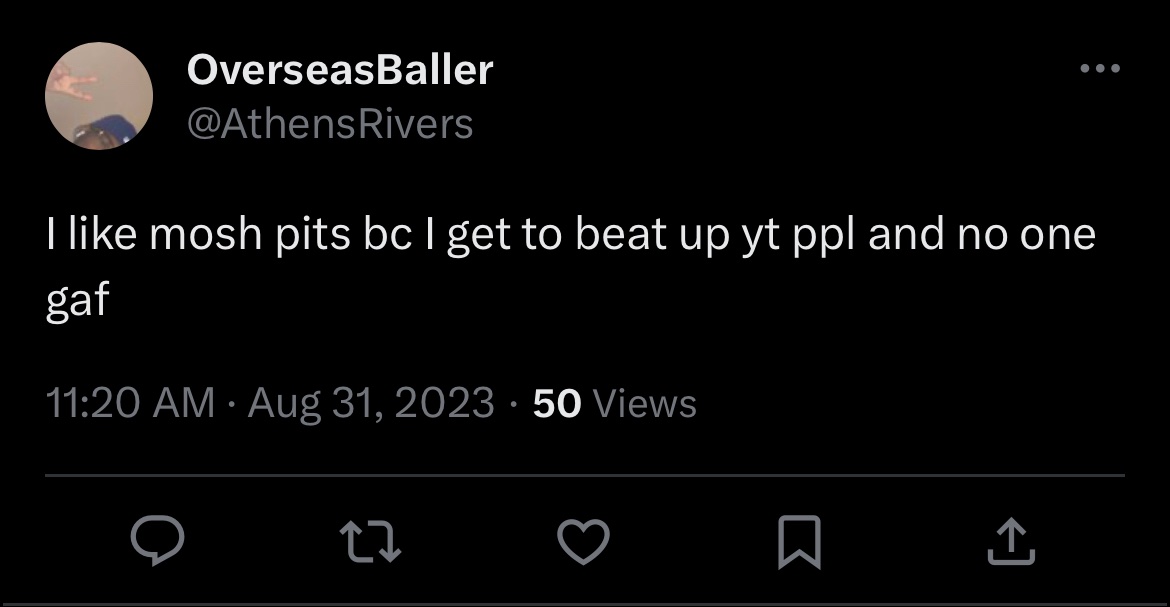 OverseasBaller
@AthensRivers
I like mosh pits bc I get to beat up yt ppl and no one
gaf
11:20 AM · Aug 31, 2023 · 50 Views